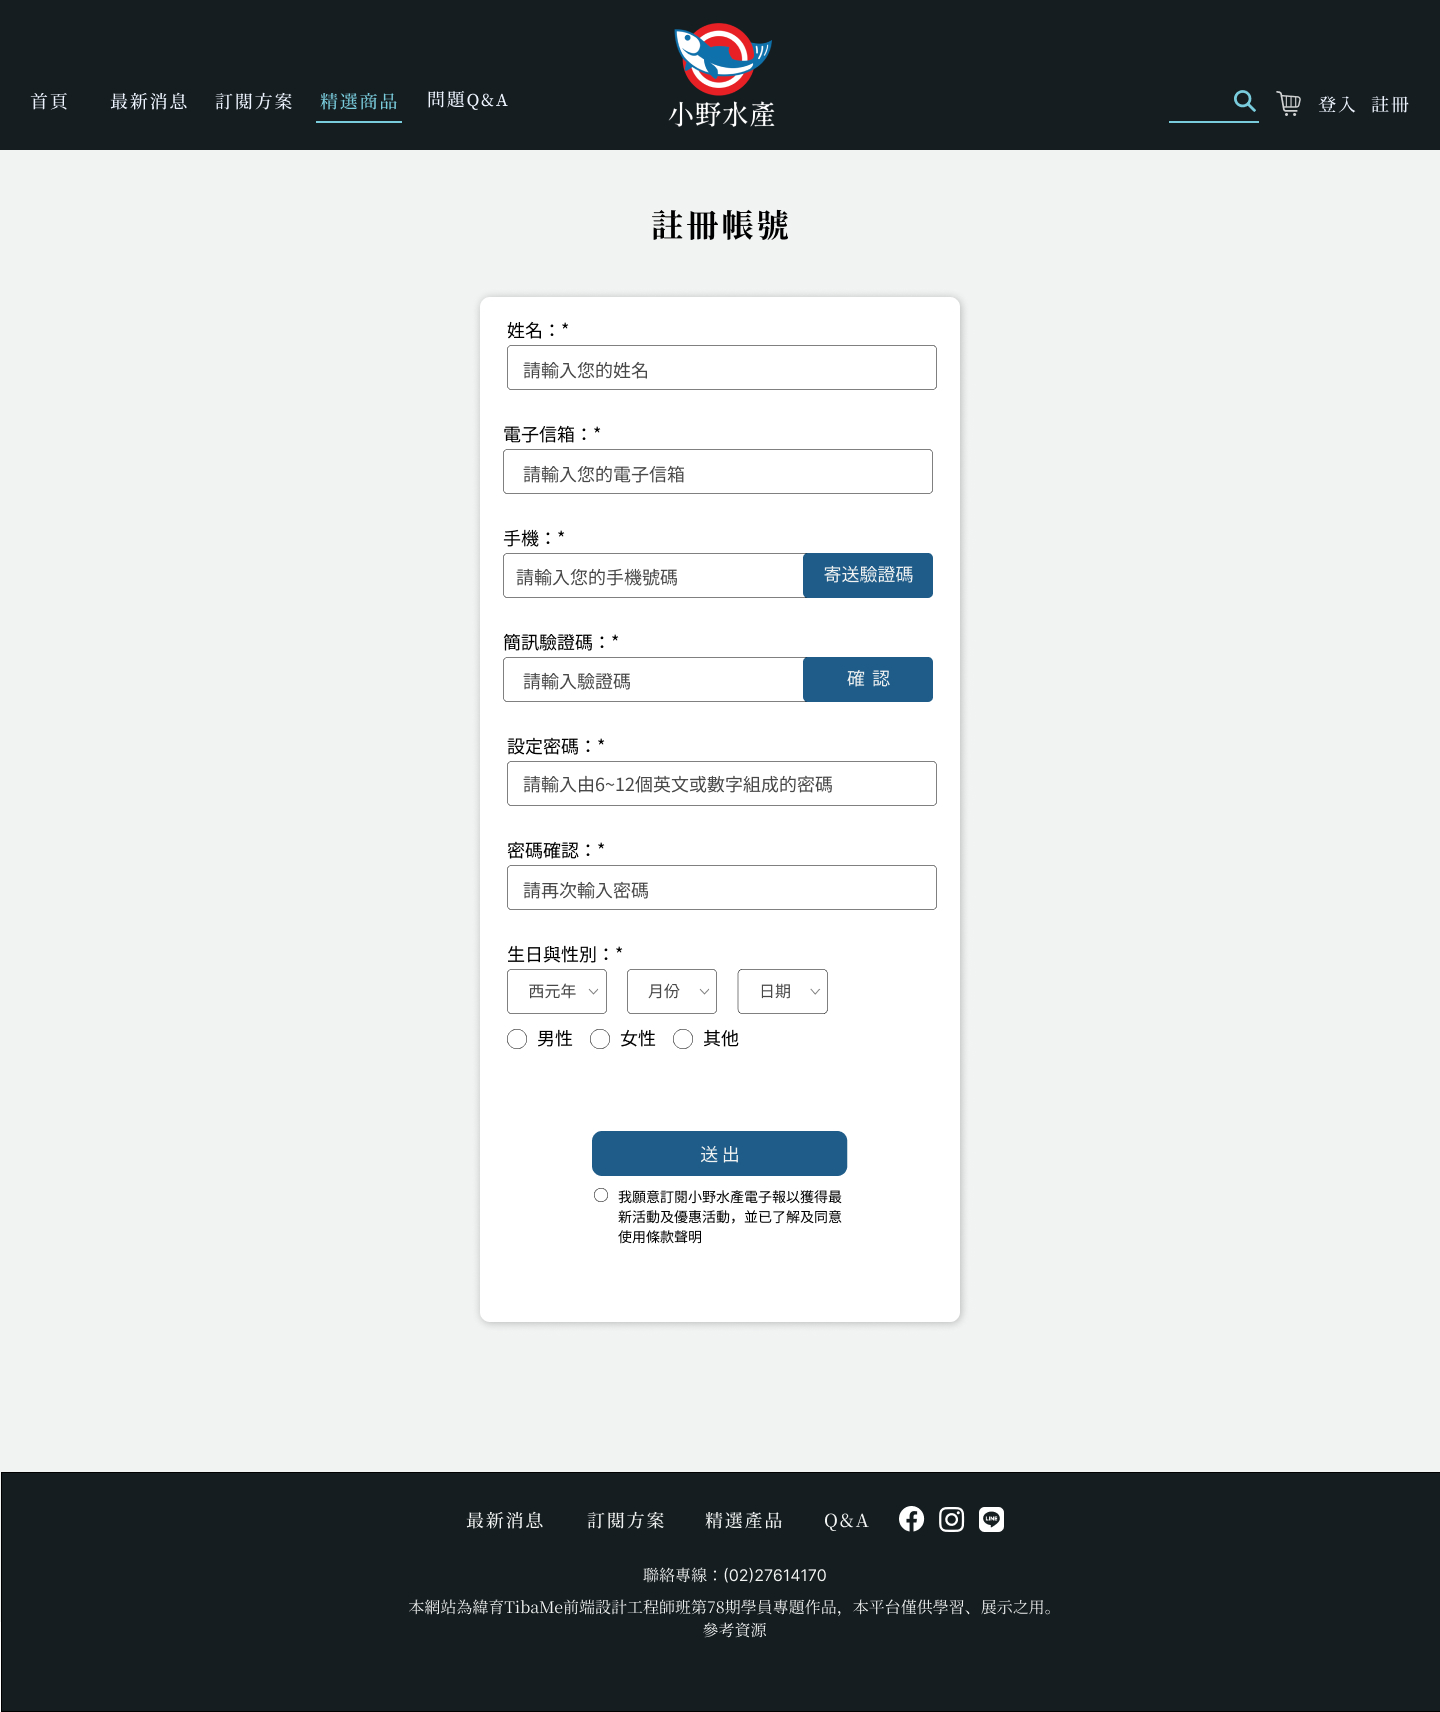 首頁 最新消息 訂閱方案 精選商品 問題Q&A
小野水產
登入 註冊
註冊帳號
姓名：*
請輸入您的姓名
電子信箱：*
請輸入您的電子信箱
手機：*
請輸入您的手機號碼 寄送驗證碼
簡訊驗證碼：*
請輸入驗證碼 確 認
設定密碼：*
請輸入由6~12個英文或數字組成的密碼
密碼確認：*
請再次輸入密碼
生日與性別：*
西元年 月份 日期
男性 女性 其他
送 出
我願意訂閱小野水產電子報以獲得最
新活動及優惠活動，並已了解及同意
使用條款聲明
最新消息 訂閱方案 精選產品 Q&A LINE
聯絡專線：(02)27614170
本網站為緯育TibaMe前端設計工程師班第78期學員專題作品，本平台僅供學習、展示之用。
參考資源